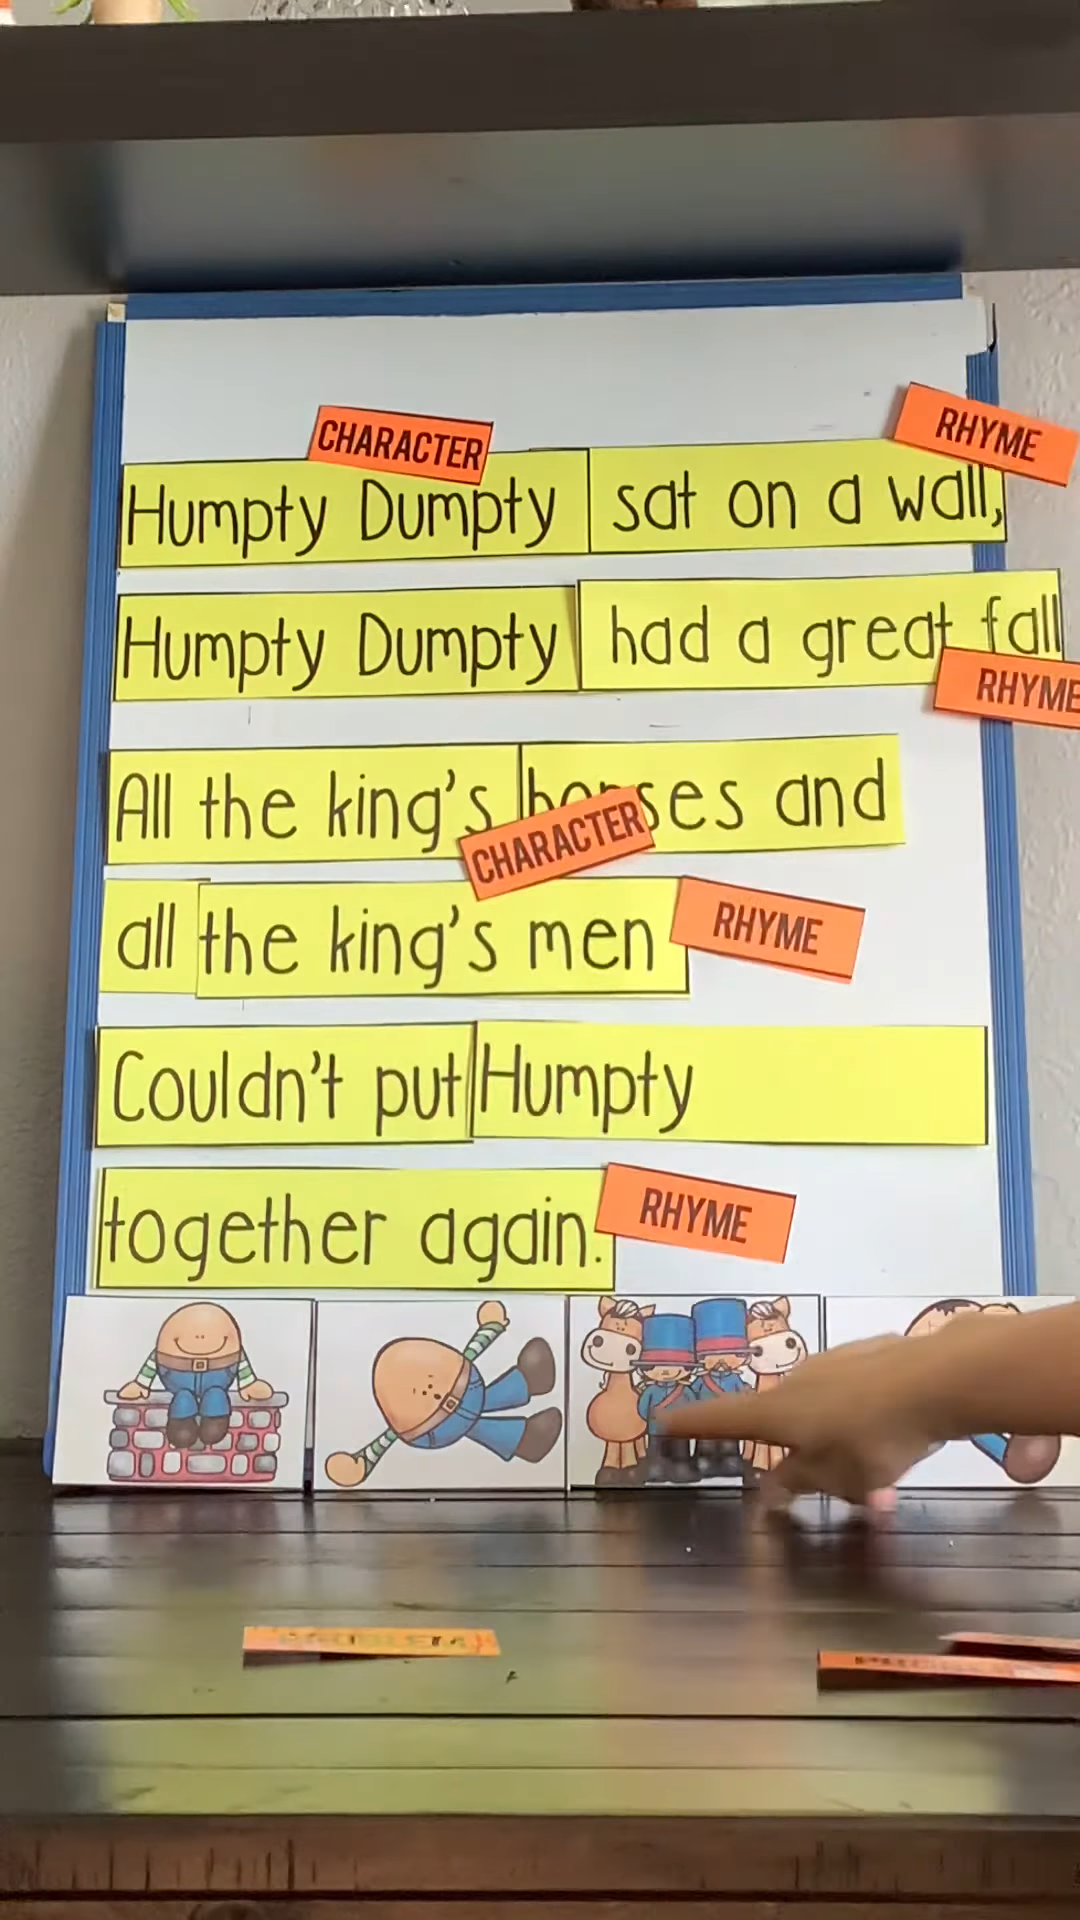 CHARACTER
RHYME
Humpty Dumpty sat on a wall,
Humpty Dumpty had a great fall
RHYME
All the king's horses and
CHARACTER
all the king's men
RHYME
Couldn't put Humpty
together again.
RHYME